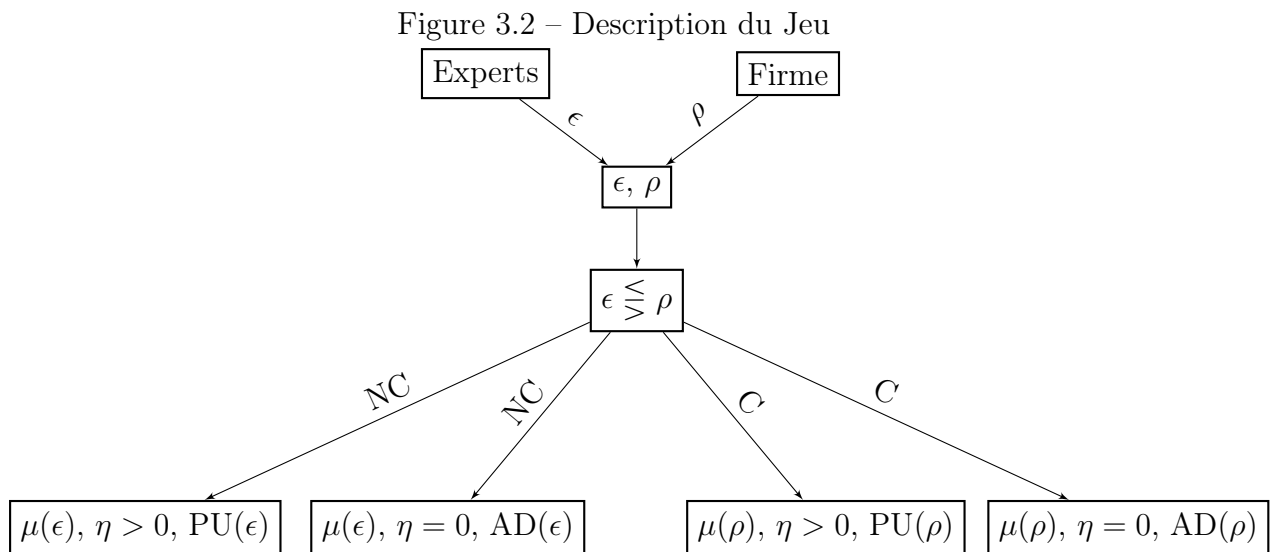 Figure 3.2 – Description du Jeu
Experts
Firme
ϵ
ρ
ϵ, ρ
ϵ ⪋ ρ
NC
NC
C
C
μ(ϵ), η > 0, PU(ϵ)
μ(ϵ), η = 0, AD(ϵ)
μ(ρ), η > 0, PU(ρ)
μ(ρ), η = 0, AD(ρ)